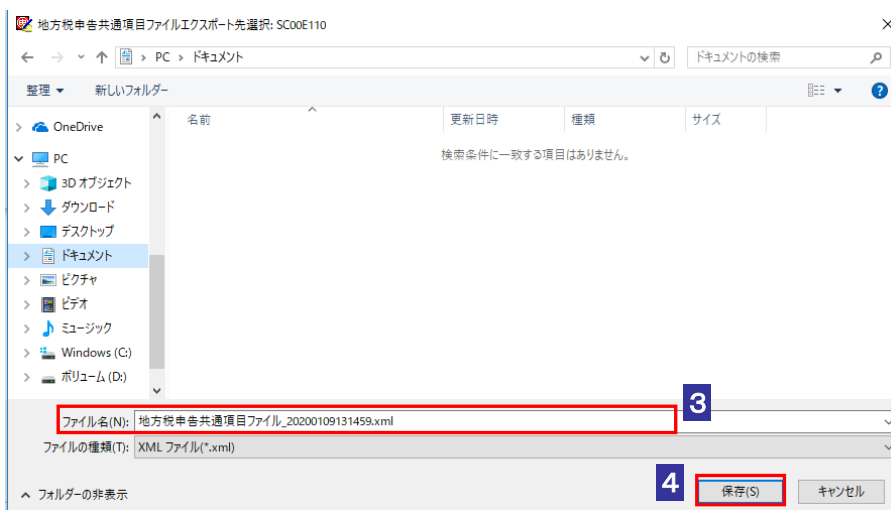 地方税申告共通項目ファイルエクスポート先選択: SC00E110
PC › ドキュメント
ドキュメントの検索
整理 新しいフォルダー
OneDrive
PC
3D オブジェクト
ダウンロード
デスクトップ
ドキュメント
ピクチャ
ビデオ
ミュージック
Windows (C:)
ボリューム (D:)
名前 更新日時 種類 サイズ
検索条件に一致する項目はありません。
3
ファイル名(N): 地方税申告共通項目ファイル_20200109131459.xml
ファイルの種類(T): XML ファイル(*.xml)
4
フォルダーの非表示 保存(S) キャンセル